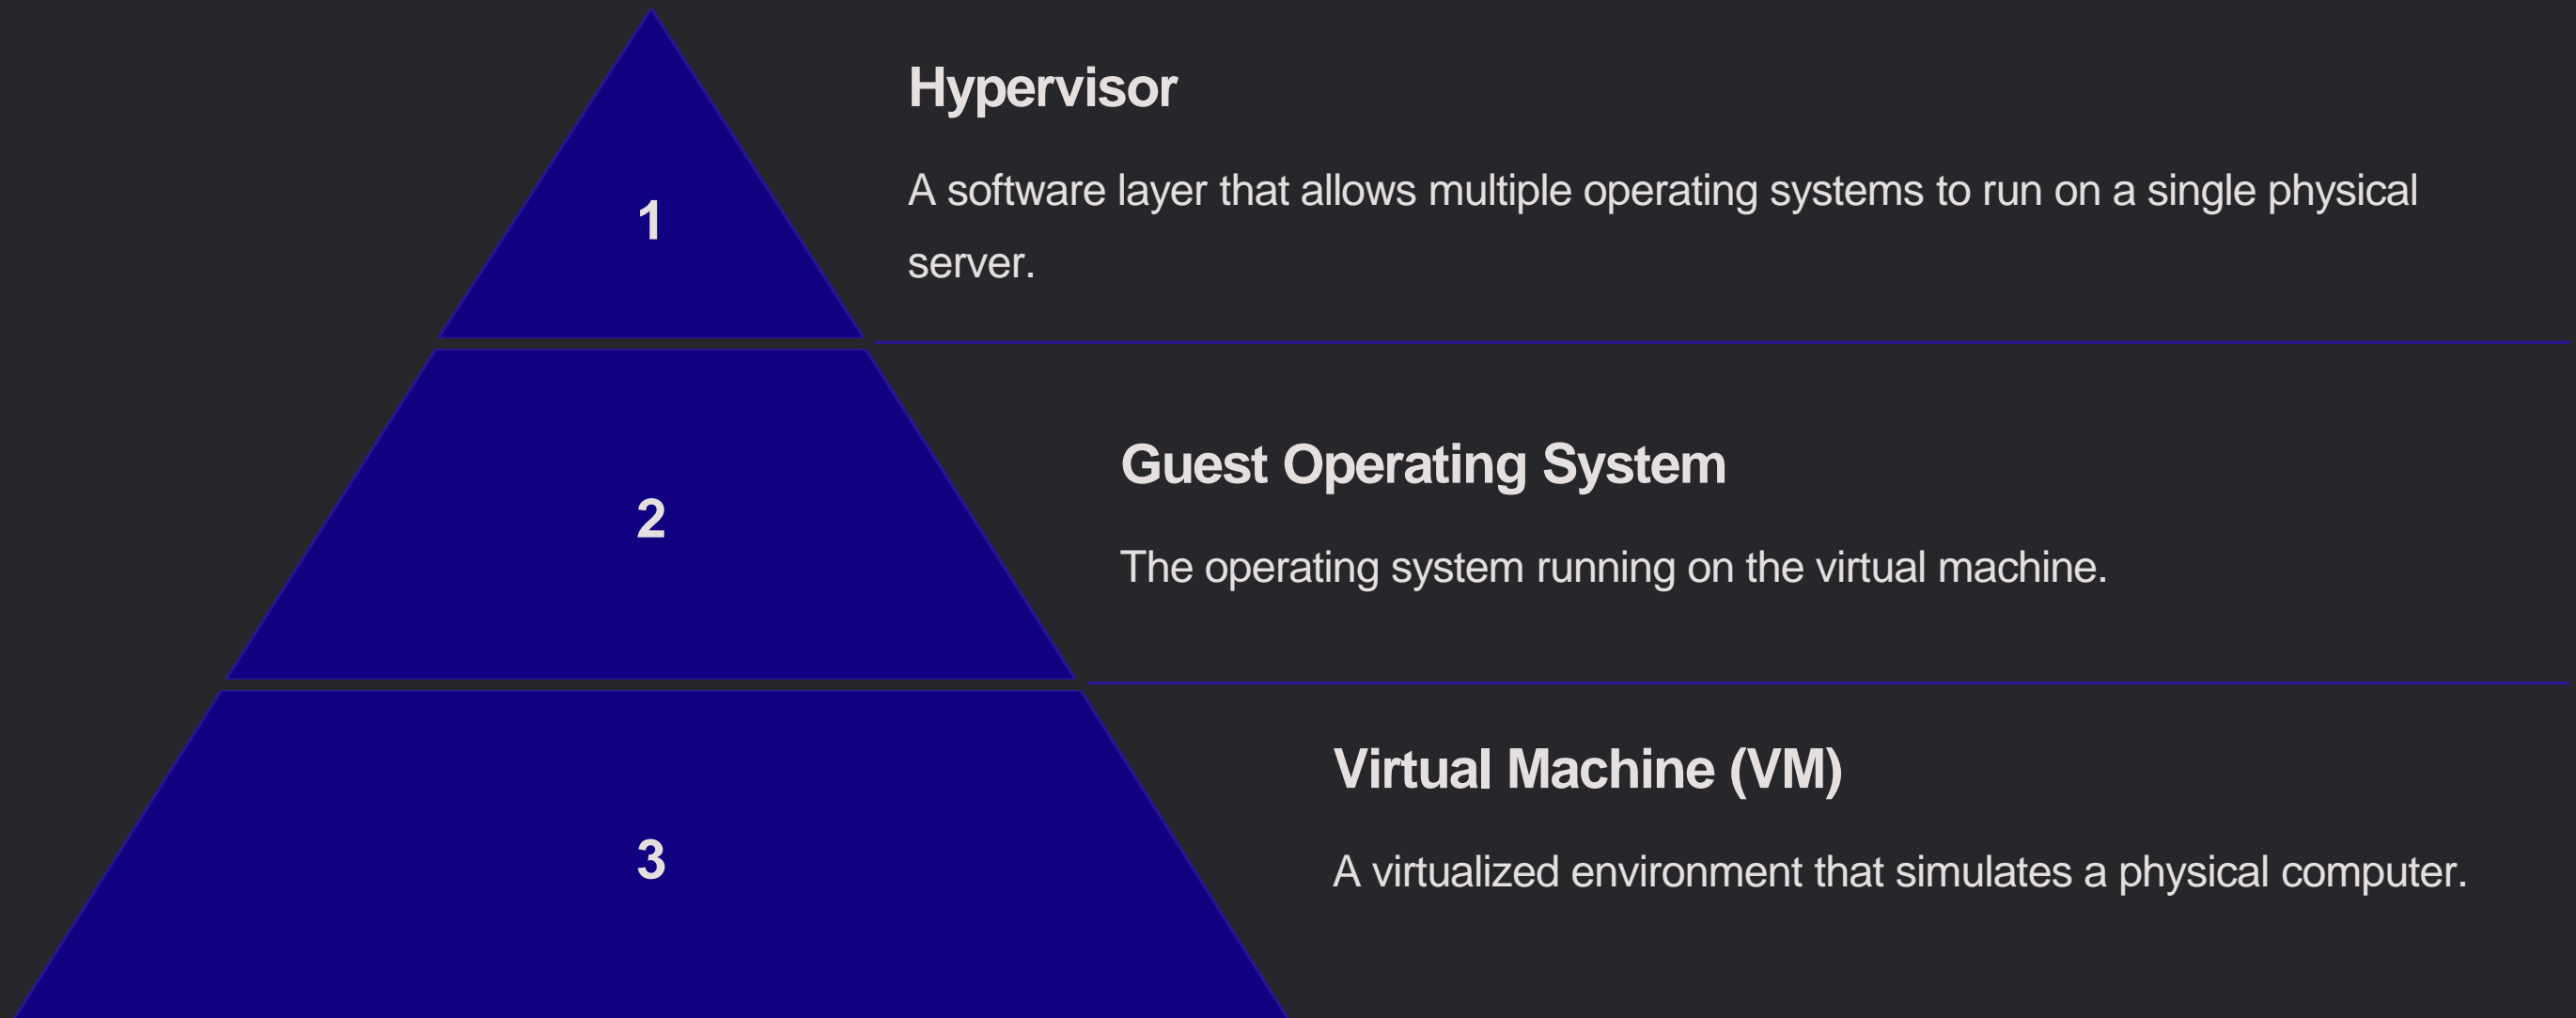 1
Hypervisor
A software layer that allows multiple operating systems to run on a single physical
server.
2
Guest Operating System
The operating system running on the virtual machine.
3
Virtual Machine (VM)
A virtualized environment that simulates a physical computer.